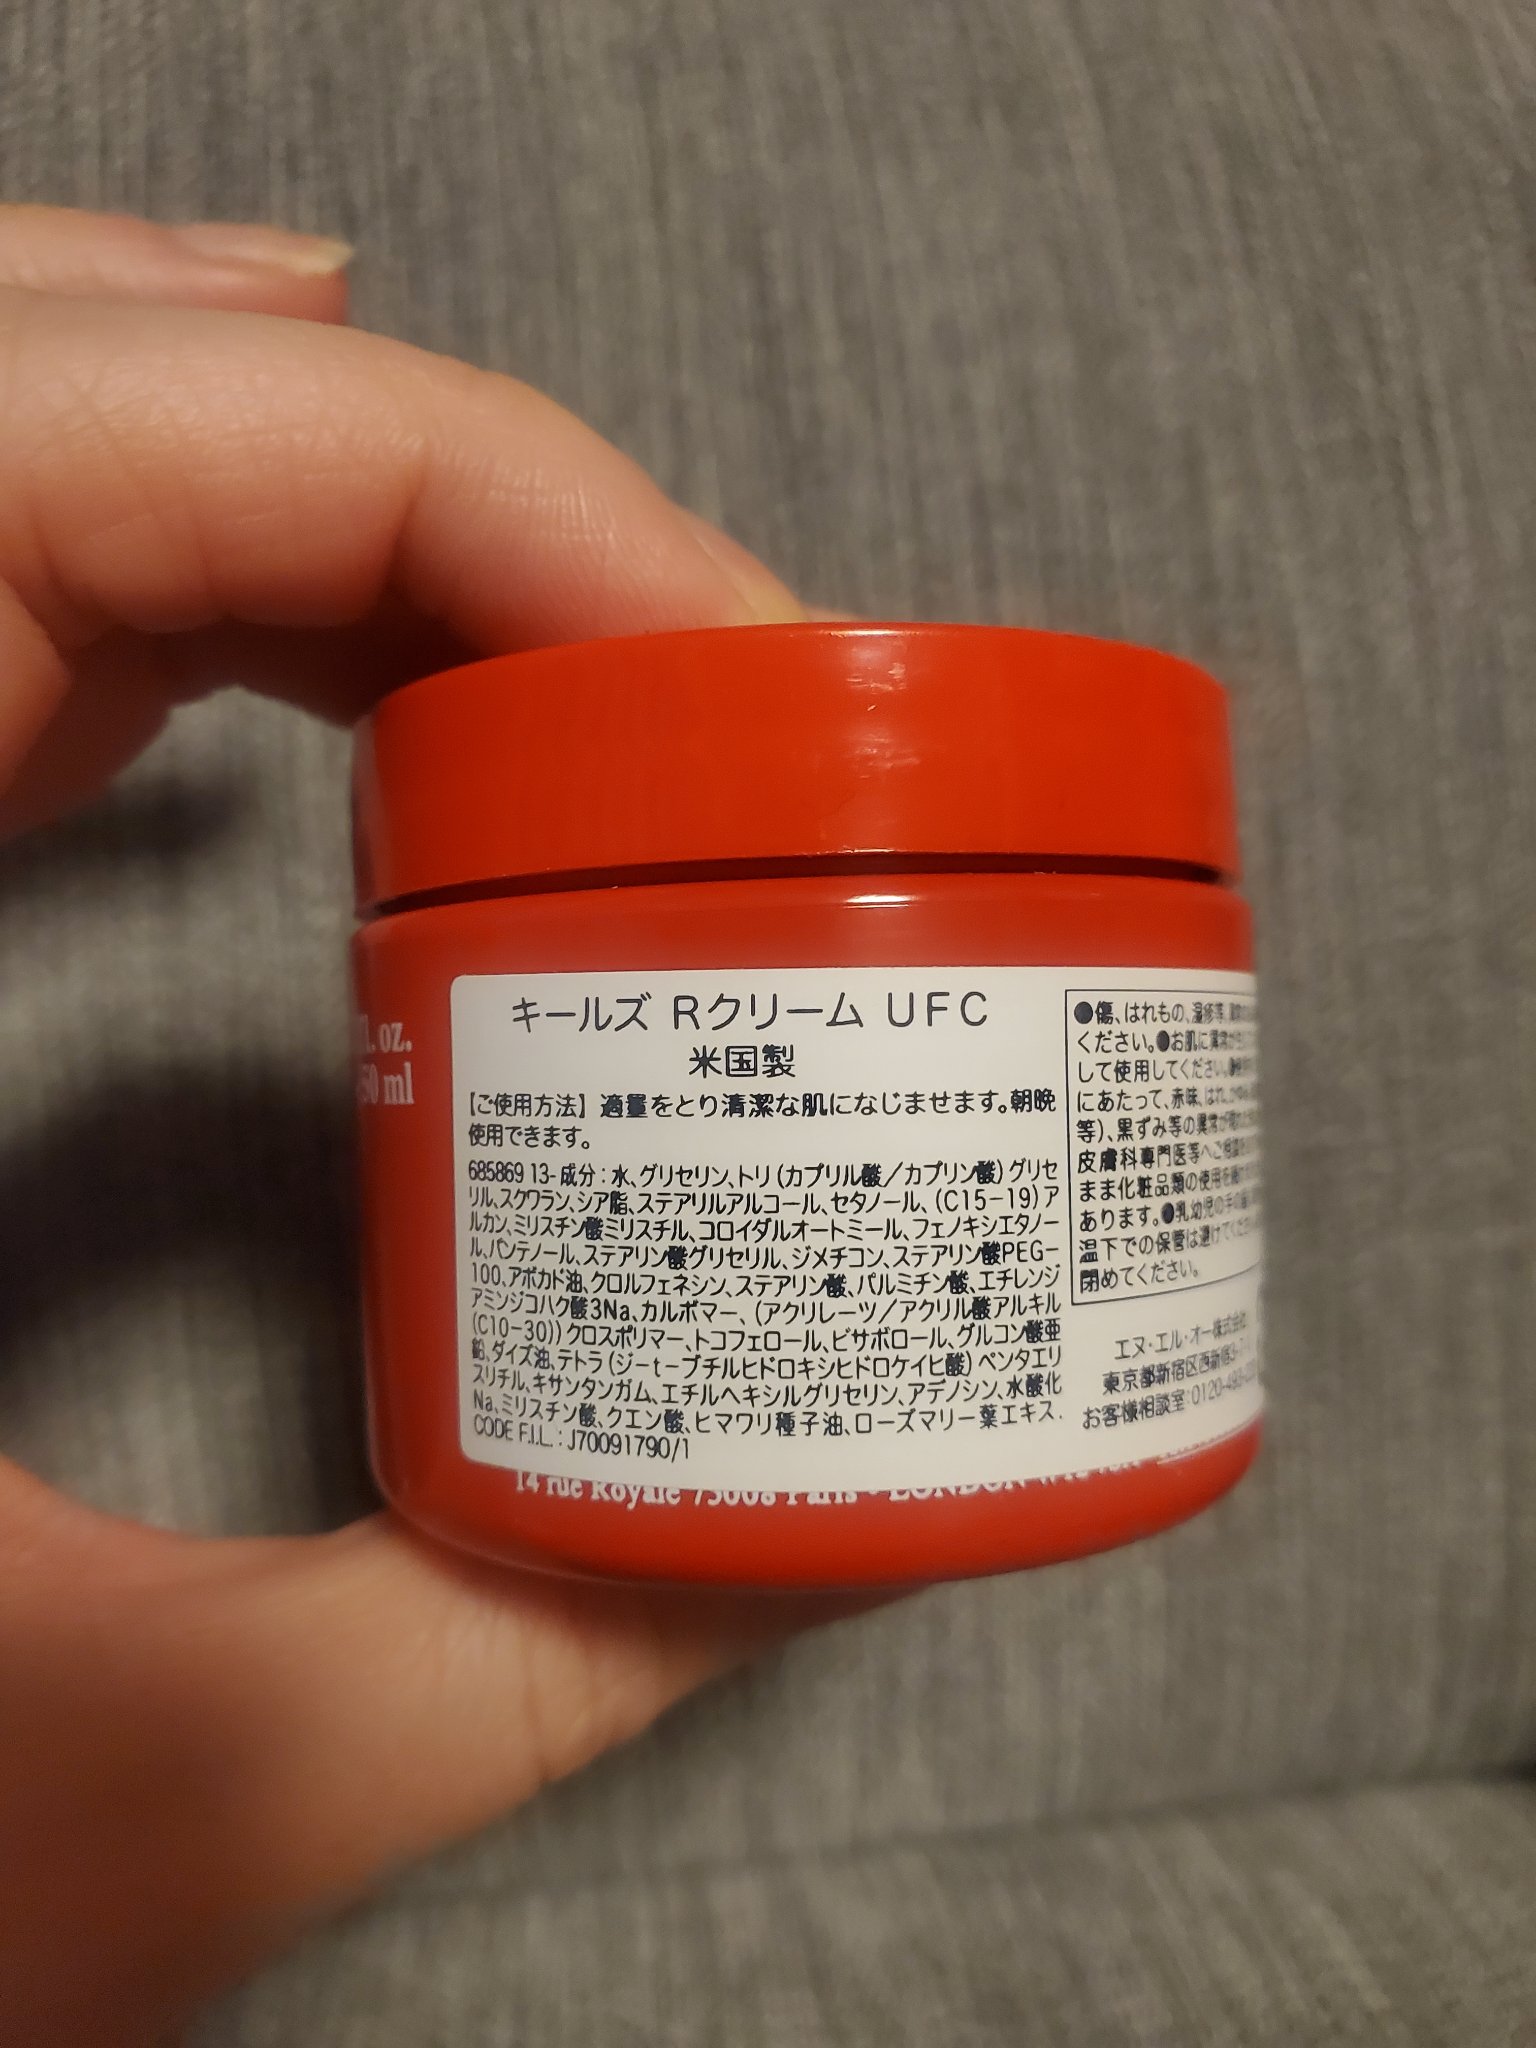 fl. oz.
50 ml
キールズ Rクリーム UFC
米国製
【ご使用方法】 適量をとり清潔な肌になじませます。朝晩
使用できます。
685869 13- 成分 : 水、グリセリン、トリ (カプリル酸/カプリン酸) グリセ
リル、スクワラン、シア脂、ステアリルアルコール、セタノール、(C15-19) ア
ルカン、ミリスチン酸ミリスチル、コロイダルオートミール、フェノキシエタノー
ル、パンテノール、ステアリン酸グリセリル、ジメチコン、ステアリン酸PEG-
100、アボカド油、クロルフェネシン、ステアリン酸、パルミチン酸、エチレンジ
アミンジコハク酸3Na、カルボマー、(アクリレーツ/アクリル酸アルキル
(C10-30)) クロスポリマー、トコフェロール、ビサボロール、グルコン酸亜
鉛、ダイズ油、テトラ (ジ-t-ブチルヒドロキシヒドロケイヒ酸) ペンタエリ
スリチル、キサンタンガム、エチルヘキシルグリセリン、アデノシン、水酸化
Na、ミリスチン酸、クエン酸、ヒマワリ種子油、ローズマリー葉エキス.
CODE F.I.L. : J70091790/1
●傷、はれもの、湿疹等、
ください。●お肌に異常が
して使用してください。
にあたって、赤味、はれ、かゆみ、
等)、黒ずみ等の異常が
皮膚科専門医等へご相談
まま化粧品類の使用を
あります。●乳幼児の手の
温下での保管は避けてください
閉めてください。
エヌ・エル・オー株式会社
東京都新宿区西新宿3-7-
お客様相談室 0120-493-
14 rue Royale 75008 Paris • LONDON